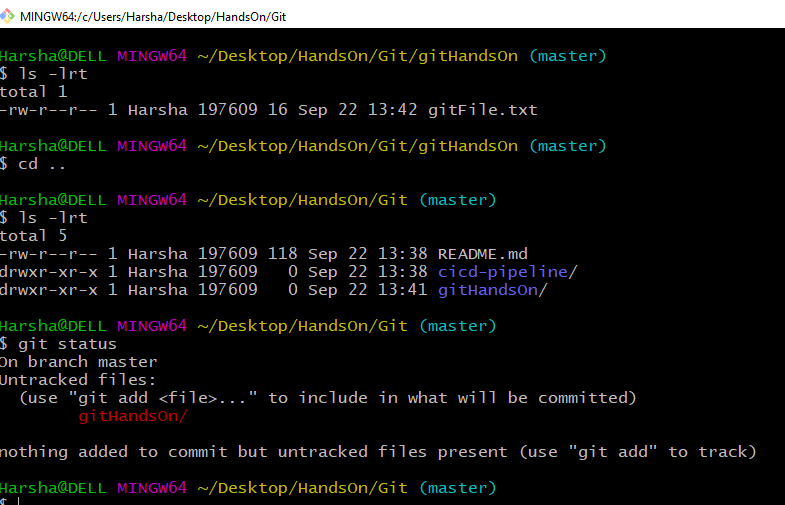 MINGW64:/c/Users/Harsha/Desktop/HandsOn/Git
Harsha@DELL MINGW64 ~/Desktop/HandsOn/Git/gitHandsOn (master)
$ ls -lrt
total 1
-rw-r--r-- 1 Harsha 197609 16 Sep 22 13:42 gitFile.txt
Harsha@DELL MINGW64 ~/Desktop/HandsOn/Git/gitHandsOn (master)
$ cd ..
Harsha@DELL MINGW64 ~/Desktop/HandsOn/Git (master)
$ ls -lrt
total 5
-rw-r--r-- 1 Harsha 197609 118 Sep 22 13:38 README.md
drwxr-xr-x 1 Harsha 197609   0 Sep 22 13:38 cicd-pipeline/
drwxr-xr-x 1 Harsha 197609   0 Sep 22 13:41 gitHandsOn/
Harsha@DELL MINGW64 ~/Desktop/HandsOn/Git (master)
$ git status
On branch master
Untracked files:
  (use "git add <file>..." to include in what will be committed)
        gitHandsOn/
nothing added to commit but untracked files present (use "git add" to track)
Harsha@DELL MINGW64 ~/Desktop/HandsOn/Git (master)
$